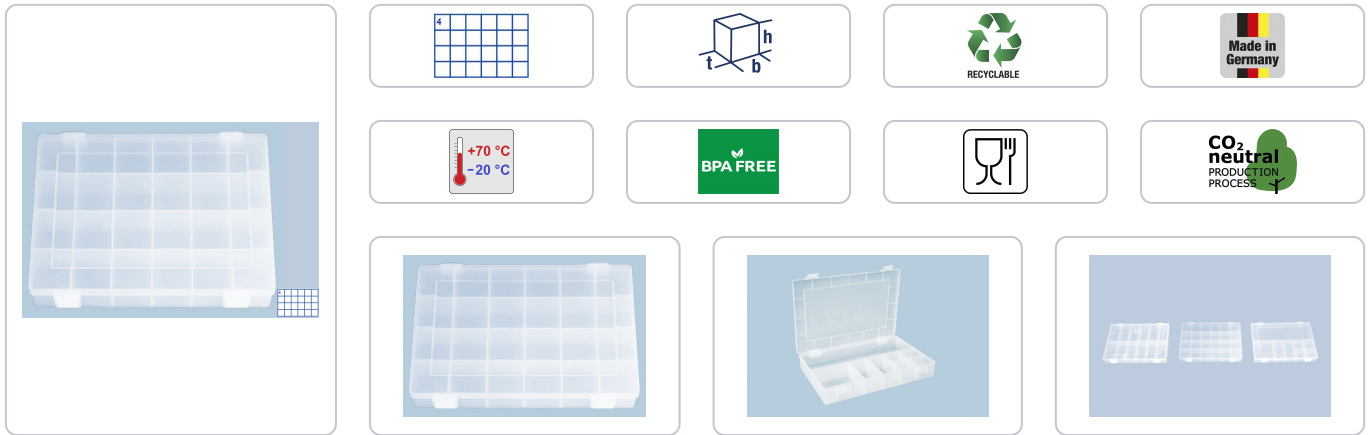 4
t
b
h
RECYCLABLE
Made in
Germany
+70 °C
−20 °C
BPA FREE
CO₂
neutral
PRODUCTION
PROCESS